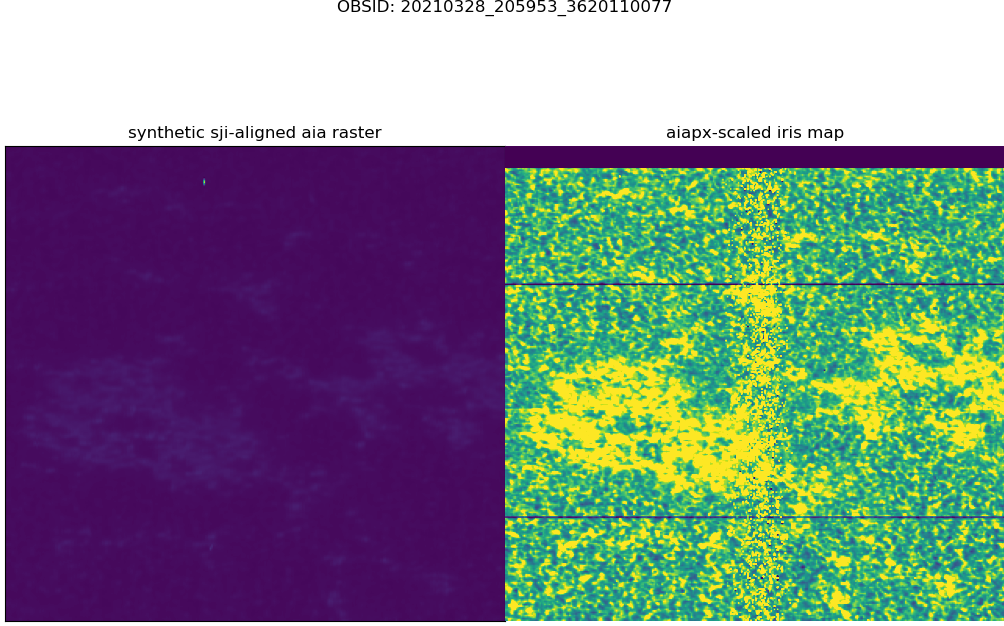 OBSID: 20210328_205953_3620110077
synthetic sji-aligned aia raster
aiapx-scaled iris map